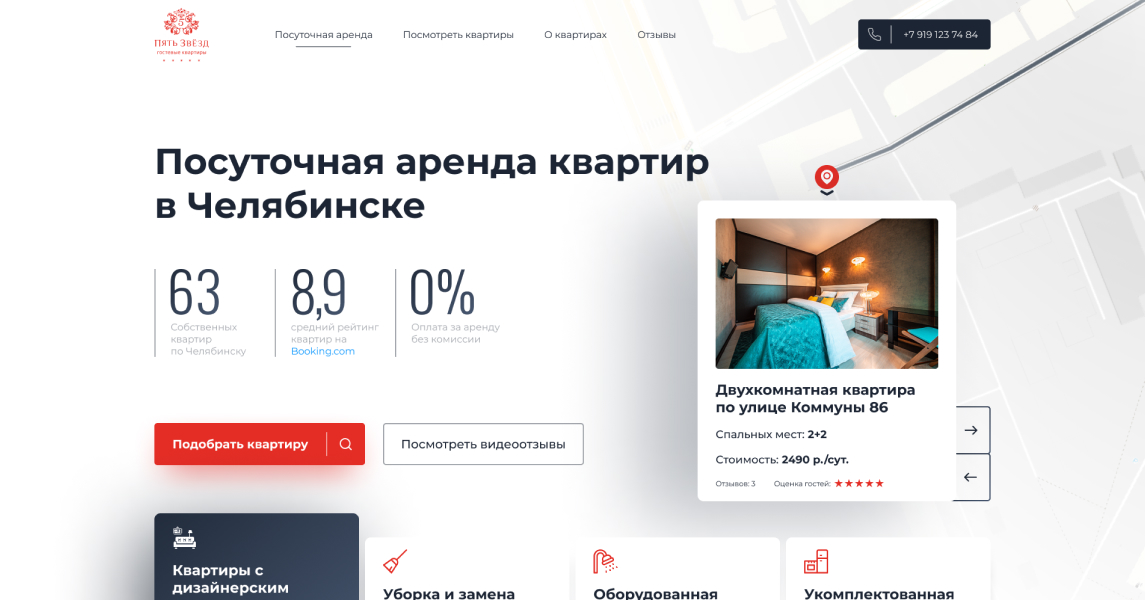 ПЯТЬ ЗВЁЗД
гостевые квартиры
Посуточная аренда
Посмотреть квартиры
О квартирах
Отзывы
+7 919 123 74 84
Посуточная аренда квартир
в Челябинске
63
Собственных
квартир
по Челябинску
8,9
средний рейтинг
квартир на
Booking.com
0%
Оплата за аренду
без комиссии
Подобрать квартиру
Посмотреть видеоотзывы
Двухкомнатная квартира
по улице Коммуны 86
Спальных мест: 2+2
Стоимость: 2490 р./сут.
Отзывов: 3
Оценка гостей: ★★★★★
Квартиры с
дизайнерским
Уборка и замена
Оборудованная
Укомплектованная